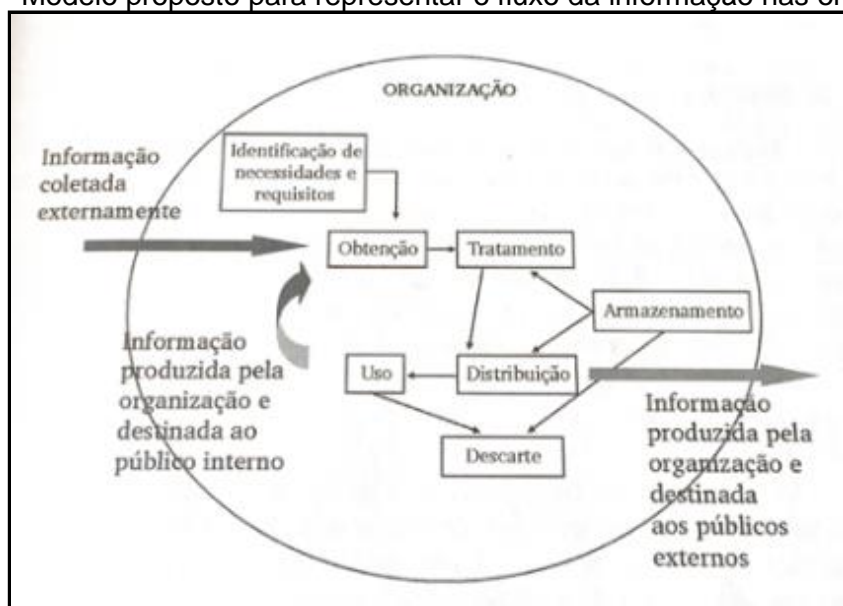 Modelo proposto para representar o fluxo da informação nas
ORGANIZAÇÃO
Informação
coletada
externamente
Identificação de
necessidades e
requisitos
Obtenção
Tratamento
Armazenamento
Informação
produzida pela
organização e
destinada ao
público interno
Uso
Distribuição
Descarte
Informação
produzida pela
organização e
destinada
aos públicos
externos